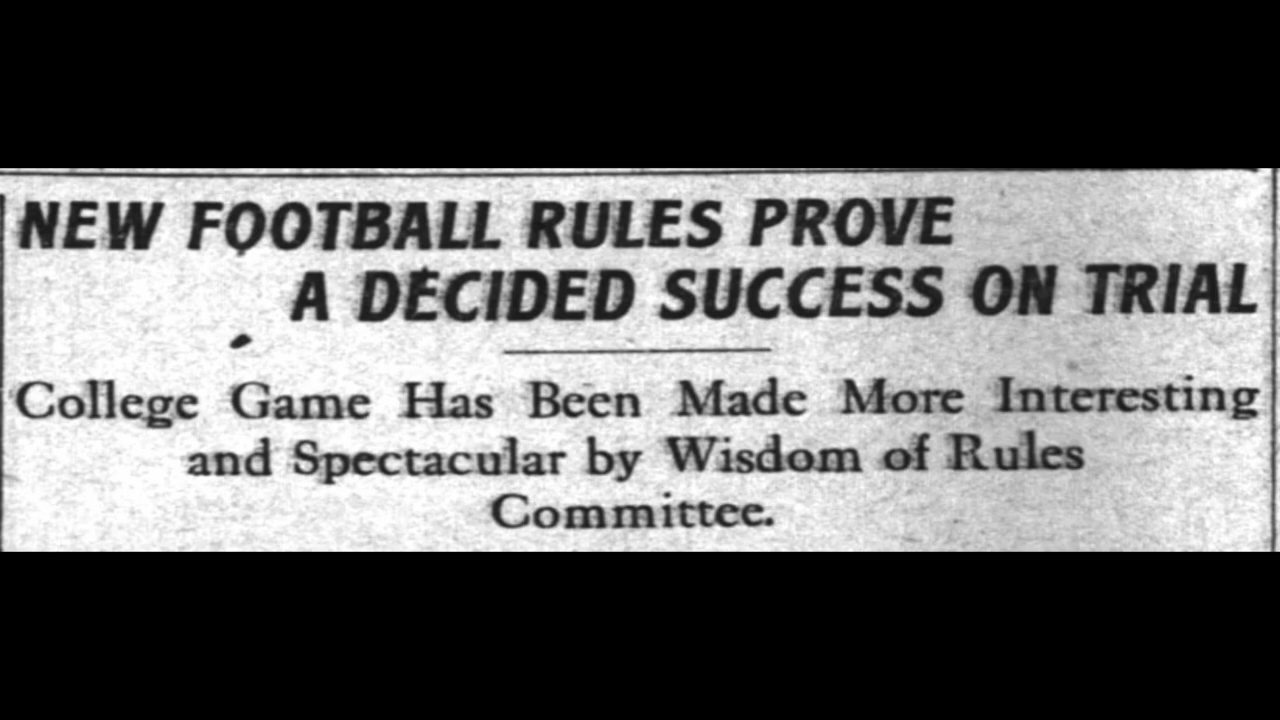 NEW FOOTBALL RULES PROVE
A DECIDED SUCCESS ON TRIAL
College Game Has Been Made More Interesting
and Spectacular by Wisdom of Rules
Committee.